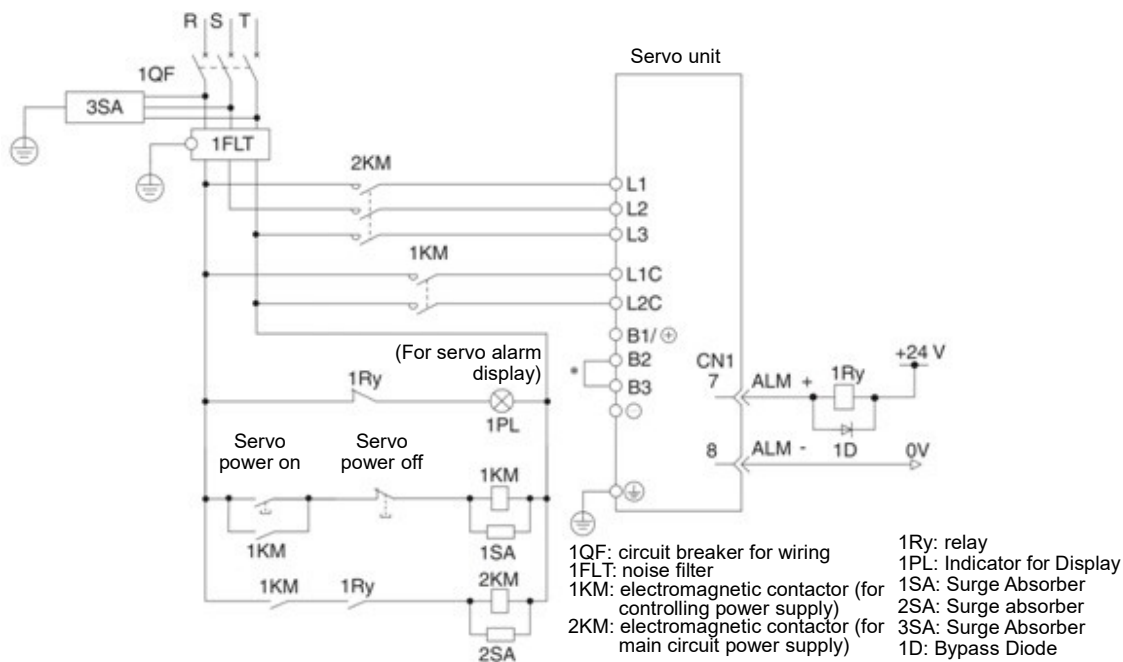 R S T
Servo unit
1QF
3SA
1FLT
2KM
L1
L2
L3
1KM
L1C
L2C
B1/⊕
(For servo alarm
display)
B2
*
B3
⊖
CN1
7
ALM +
1Ry
+24 V
1Ry
1PL
8
ALM -
1D
0V
Servo
power on
Servo
power off
1KM
1KM
1SA
1KM
1Ry
2KM
2SA
1QF: circuit breaker for wiring
1FLT: noise filter
1KM: electromagnetic contactor (for
controlling power supply)
2KM: electromagnetic contactor (for
main circuit power supply)
1Ry: relay
1PL: Indicator for Display
1SA: Surge Absorber
2SA: Surge absorber
3SA: Surge Absorber
1D: Bypass Diode